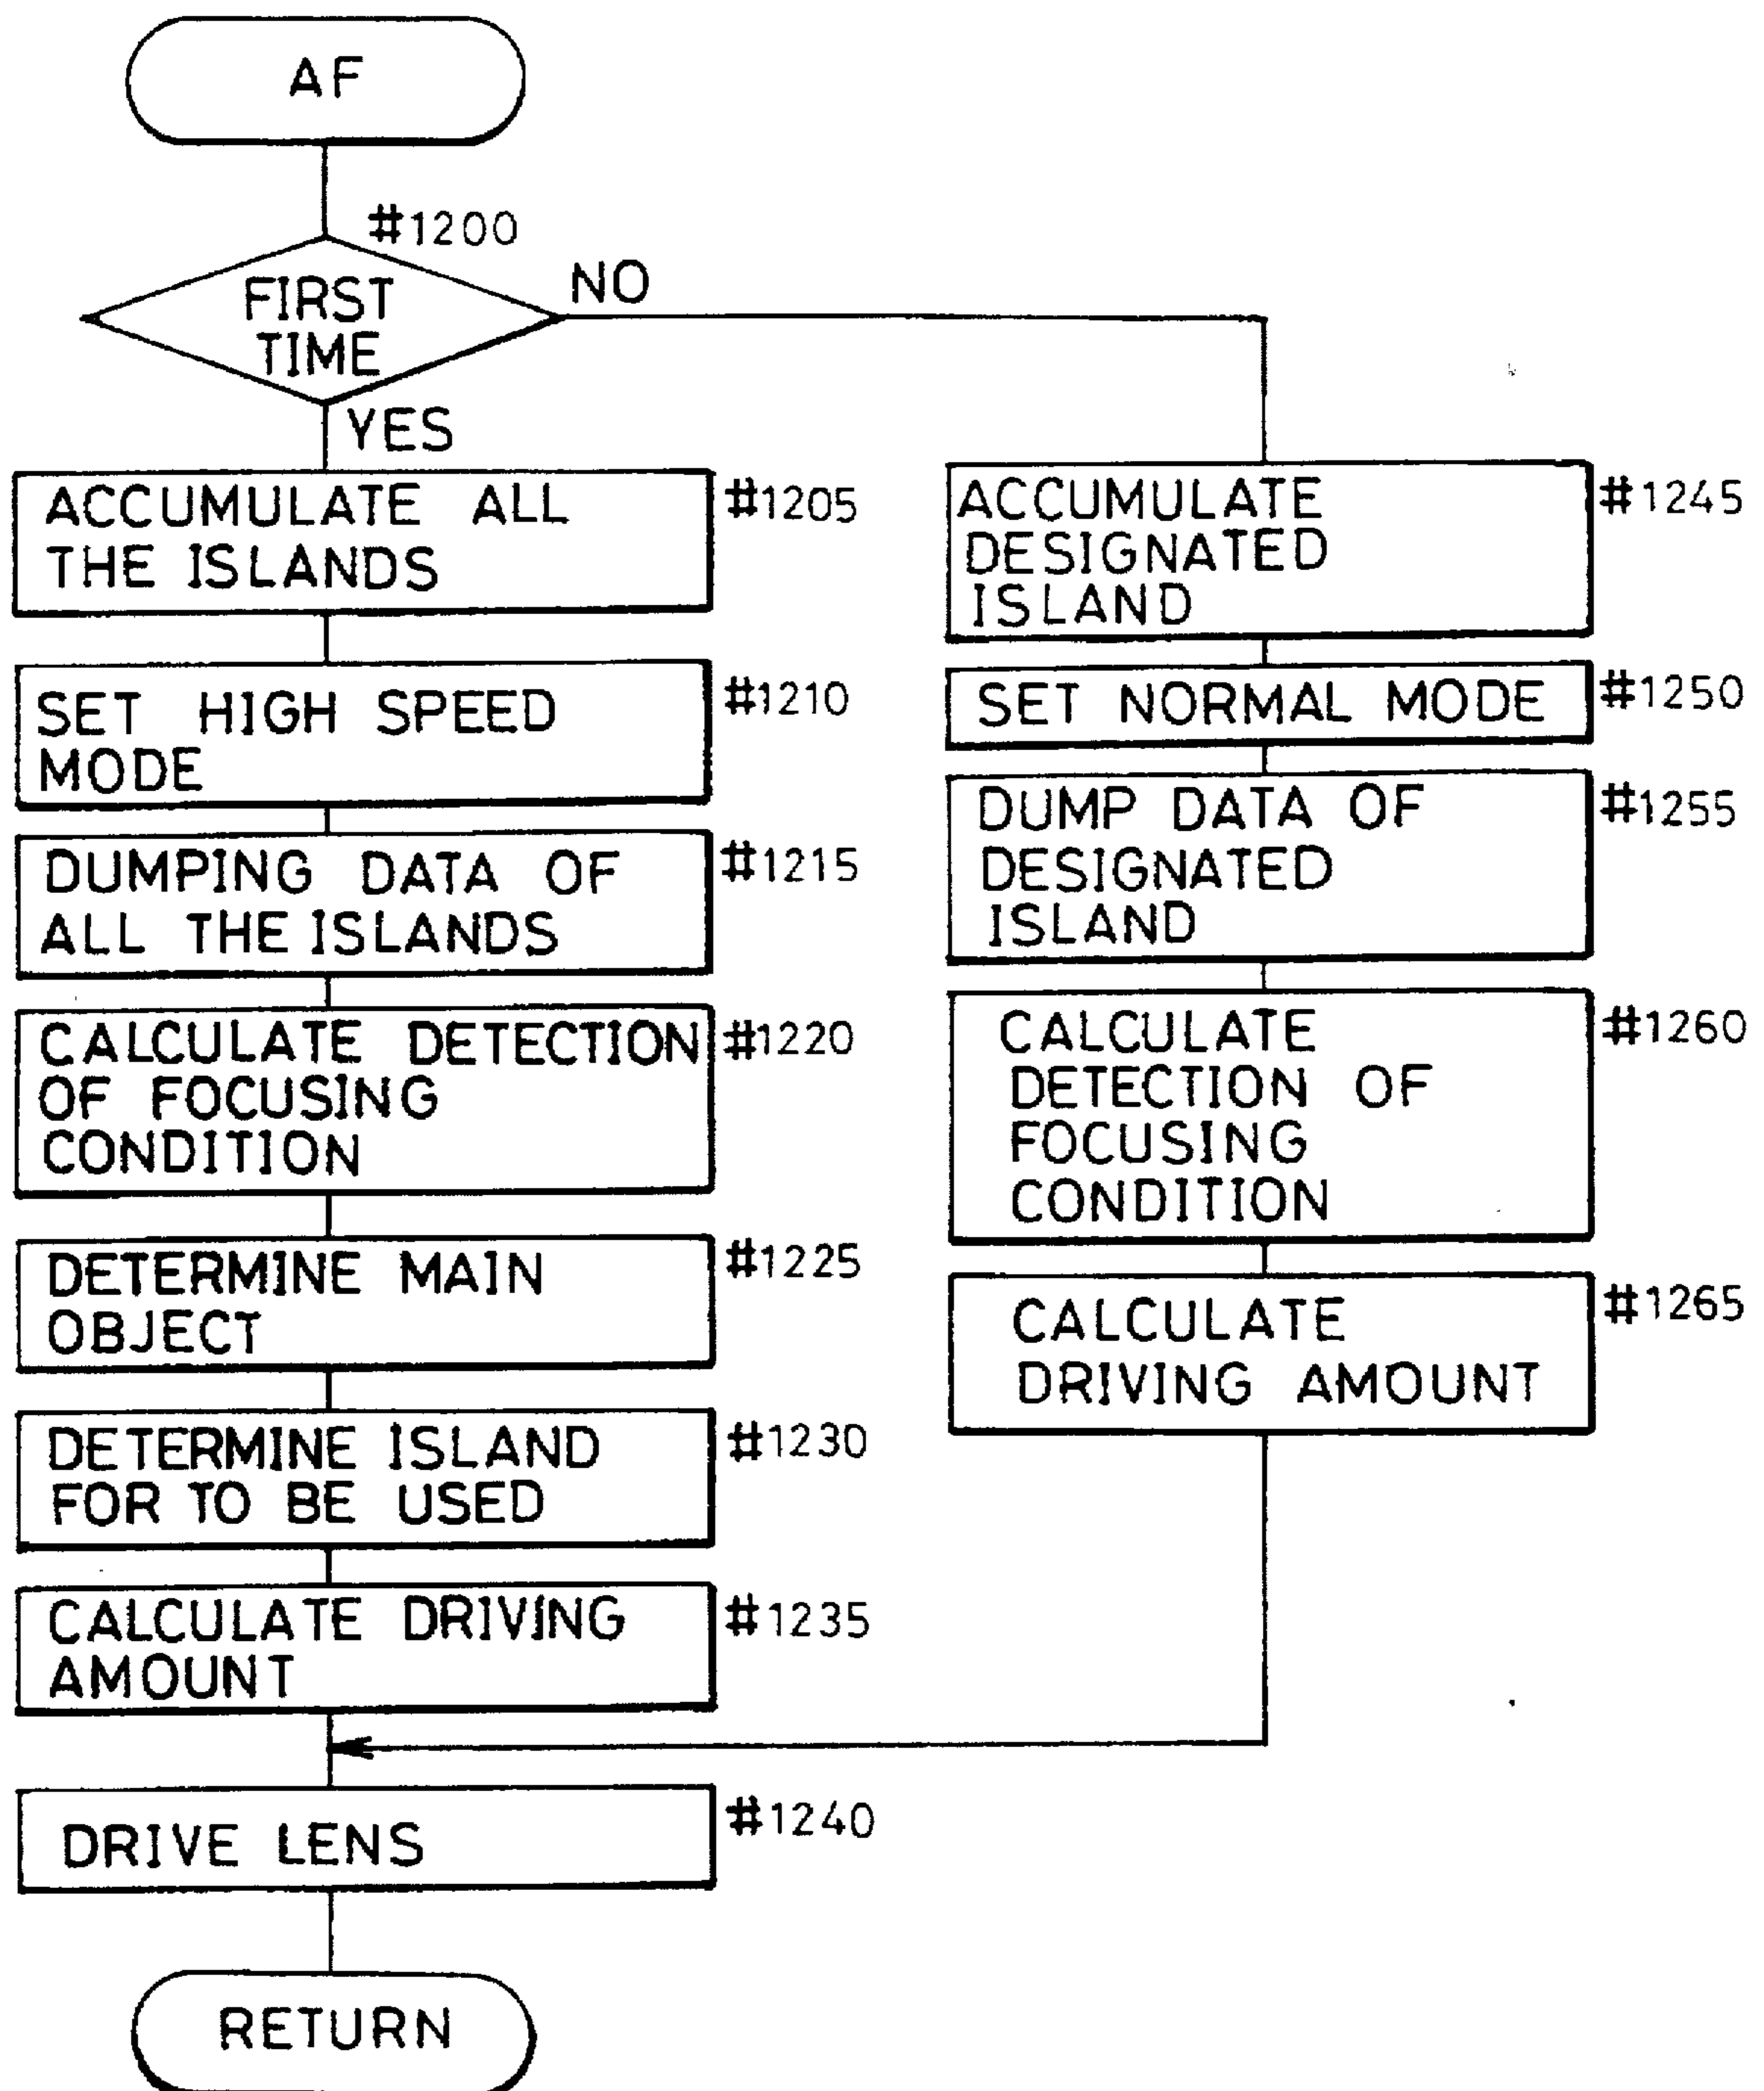 AF
#1200
FIRST
TIME
NO
YES
ACCUMULATE ALL
THE ISLANDS
#1205
SET HIGH SPEED
MODE
#1210
DUMPING DATA OF
ALL THE ISLANDS
#1215
CALCULATE DETECTION
OF FOCUSING
CONDITION
#1220
DETERMINE MAIN
OBJECT
#1225
DETERMINE ISLAND
FOR TO BE USED
#1230
CALCULATE DRIVING
AMOUNT
#1235
ACCUMULATE
DESIGNATED
ISLAND
#1245
SET NORMAL MODE
#1250
DUMP DATA OF
DESIGNATED
ISLAND
#1255
CALCULATE
DETECTION OF
FOCUSING
CONDITION
#1260
CALCULATE
DRIVING AMOUNT
#1265
DRIVE LENS
#1240
RETURN